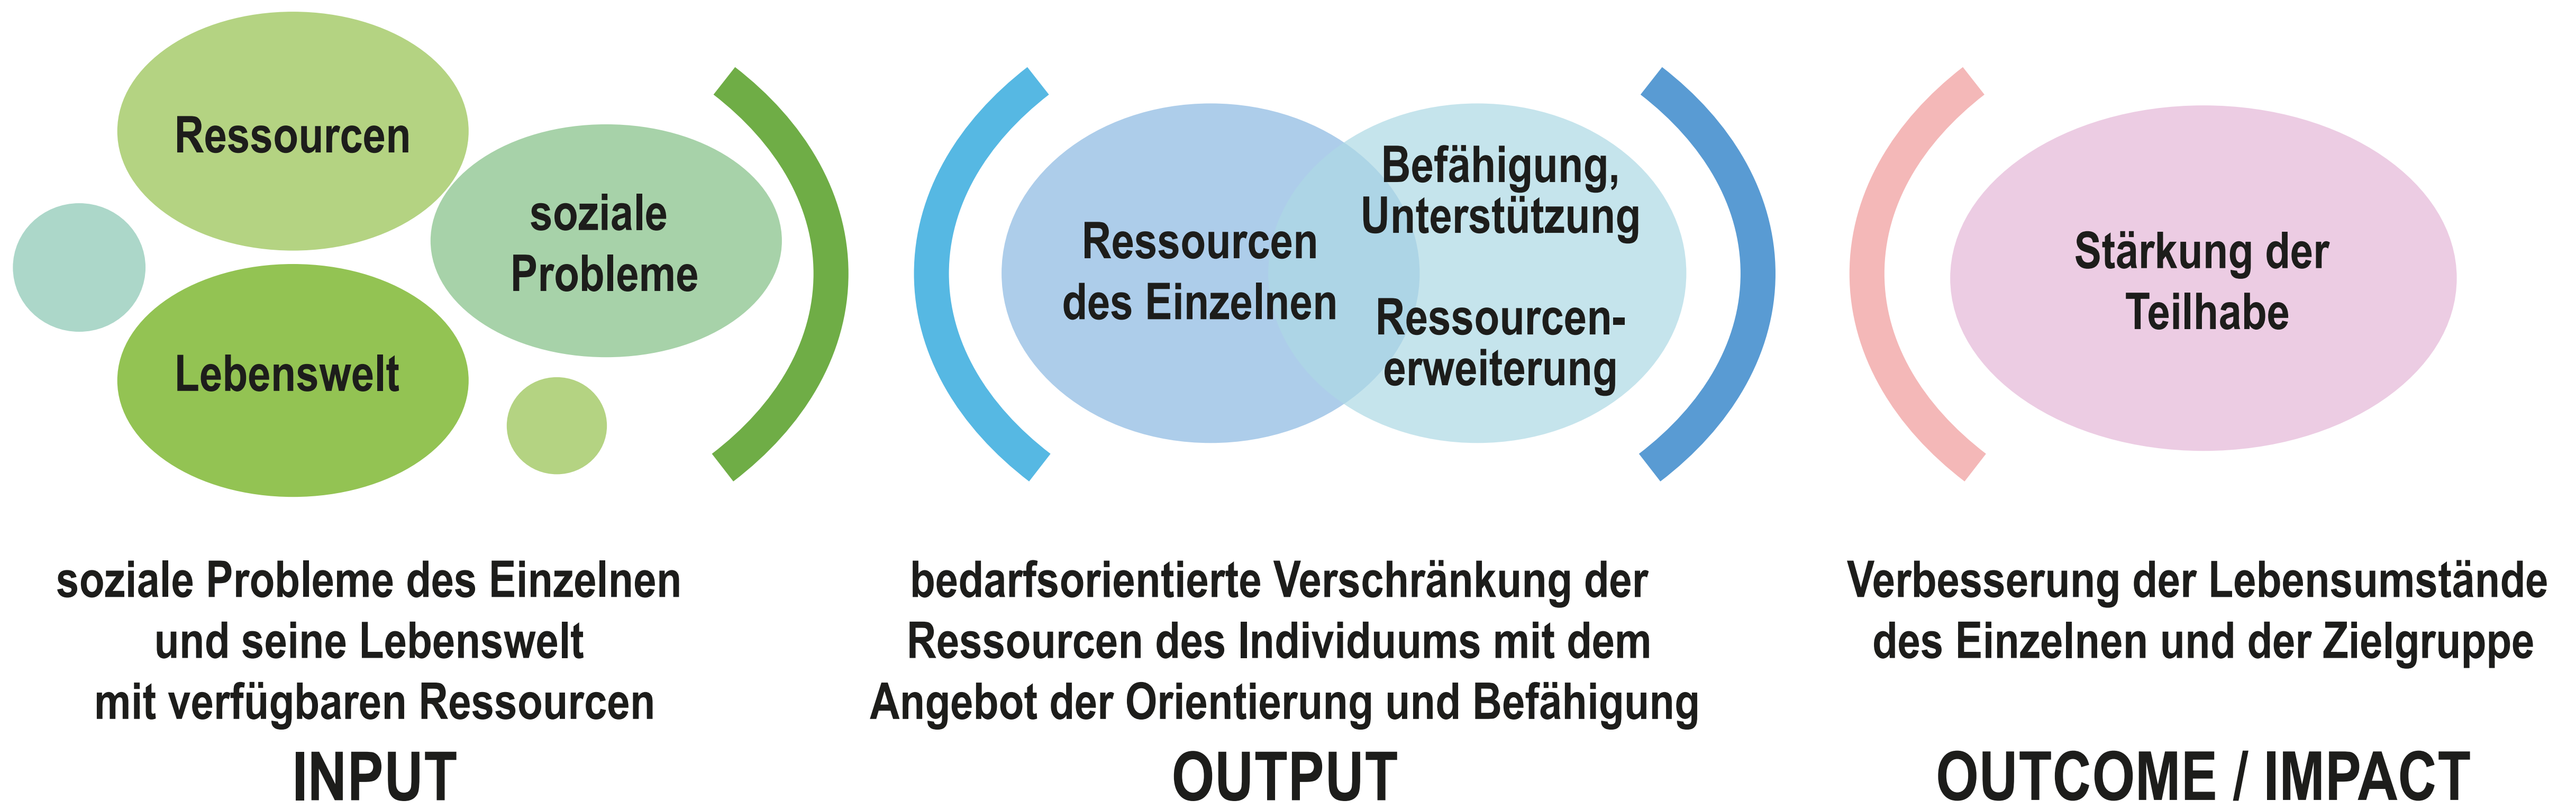 Ressourcen
soziale
Probleme
Lebenswelt
Ressourcen
des Einzelnen
Befähigung,
Unterstützung
Ressourcen-
erweiterung
Stärkung der
Teilhabe
soziale Probleme des Einzelnen
und seine Lebenswelt
mit verfügbaren Ressourcen
INPUT
bedarfsorientierte Verschränkung der
Ressourcen des Individuums mit dem
Angebot der Orientierung und Befähigung
OUTPUT
Verbesserung der Lebensumstände
des Einzelnen und der Zielgruppe
OUTCOME / IMPACT